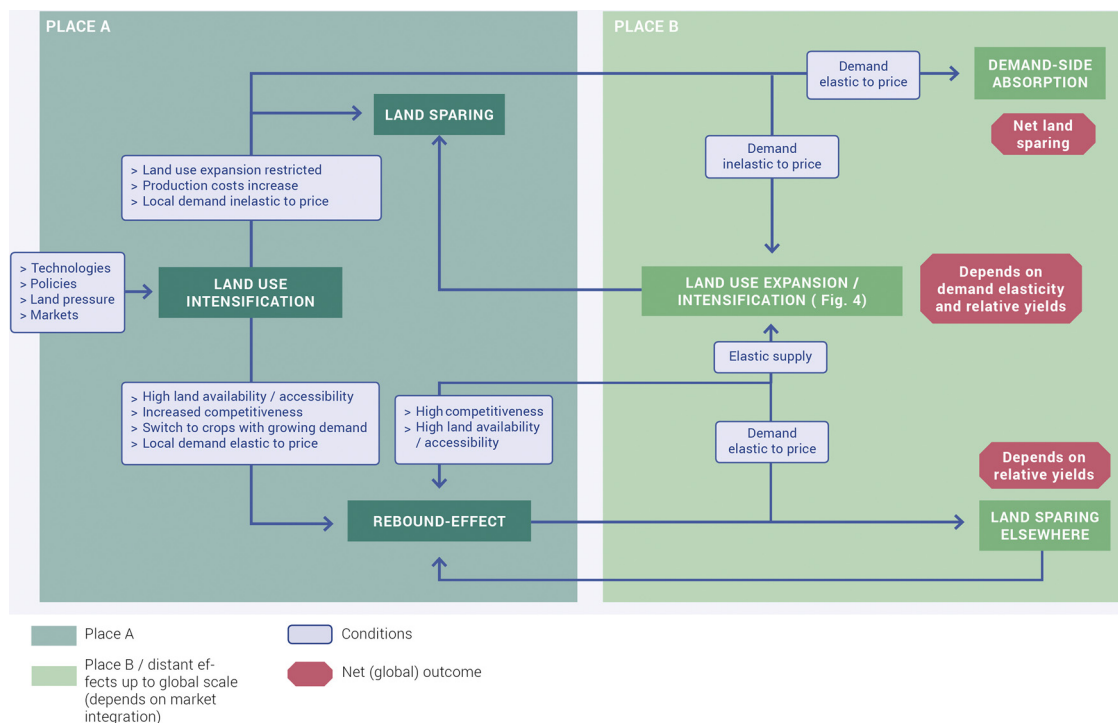 PLACE A
PLACE B
Demand
elastic to price
DEMAND-SIDE
ABSORPTION
LAND SPARING
Net land
sparing
Demand
inelastic to price
> Land use expansion restricted
> Production costs increase
> Local demand inelastic to price
> Technologies
> Policies
> Land pressure
> Markets
LAND USE
INTENSIFICATION
LAND USE EXPANSION /
INTENSIFICATION ( Fig. 4)
Depends on
demand elasticity
and relative yields
Elastic supply
> High land availability / accessibility
> Increased competitiveness
> Switch to crops with growing demand
> Local demand elastic to price
> High competitiveness
> High land availability
/ accessibility
Demand
elastic to price
Depends on
relative yields
REBOUND-EFFECT
LAND SPARING
ELSEWHERE
Place A
Conditions
Place B / distant ef-
fects up to global scale
(depends on market
integration)
Net (global) outcome